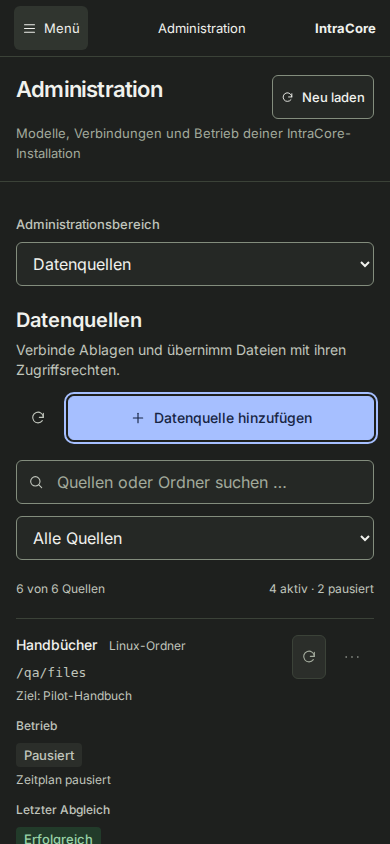 Menü
Administration
IntraCore
Administration
Neu laden
Modelle, Verbindungen und Betrieb deiner IntraCore-
Installation
Administrationsbereich
Datenquellen
Datenquellen
Verbinde Ablagen und übernimm Dateien mit ihren
Zugriffsrechten.
Datenquelle hinzufügen
Quellen oder Ordner suchen ...
Alle Quellen
6 von 6 Quellen
4 aktiv · 2 pausiert
Handbücher Linux-Ordner
/qa/files
Ziel: Pilot-Handbuch
Betrieb
Pausiert
Zeitplan pausiert
Letzter Abgleich
Erfolgreich